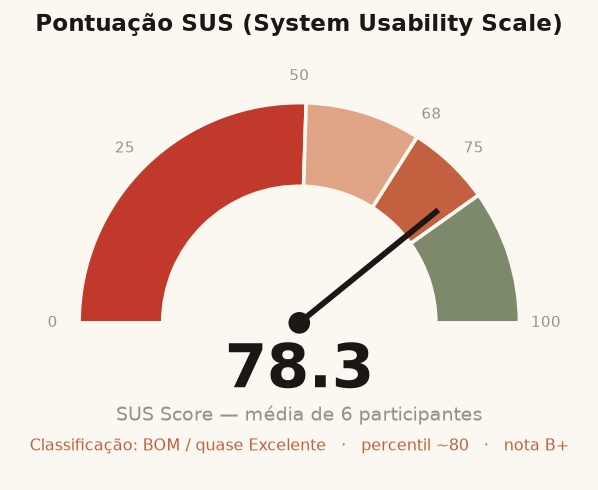 Pontuação SUS (System Usability Scale)
50
68
25
75
0
100
78.3
SUS Score — média de 6 participantes
Classificação: BOM / quase Excelente · percentil ~80 · nota B+